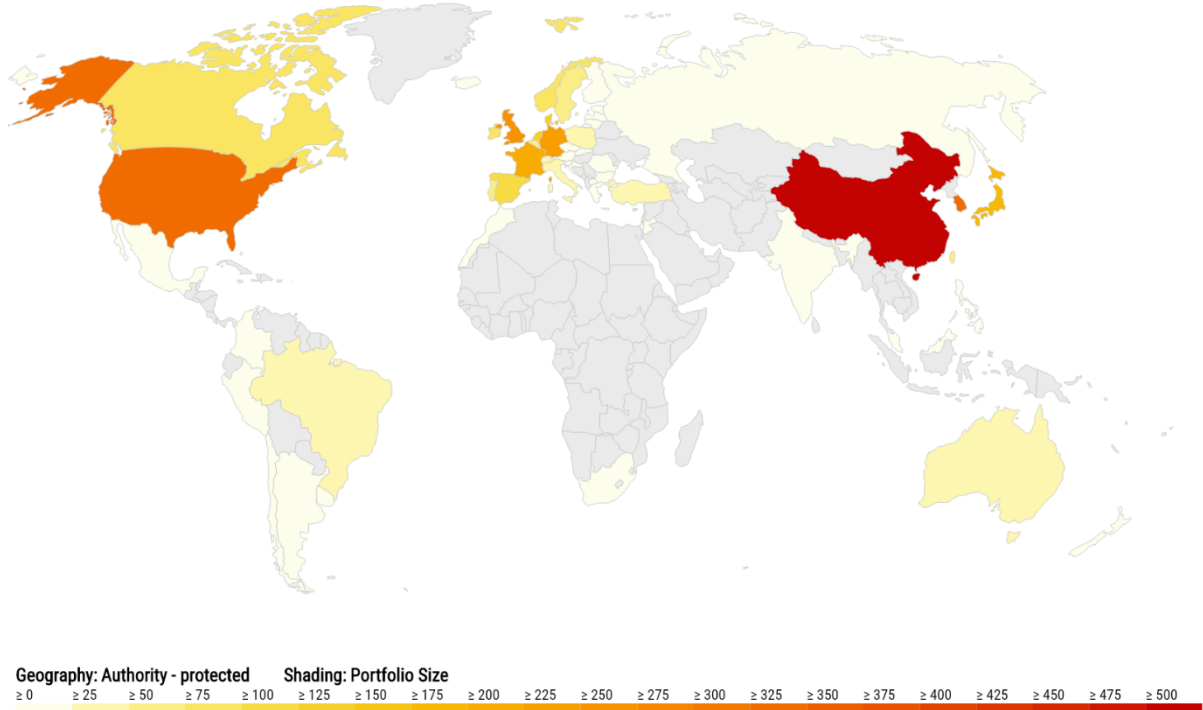 Geography: Authority - protected Shading: Portfolio Size
≥ 0 ≥ 25 ≥ 50 ≥ 75 ≥ 100 ≥ 125 ≥ 150 ≥ 175 ≥ 200 ≥ 225 ≥ 250 ≥ 275 ≥ 300 ≥ 325 ≥ 350 ≥ 375 ≥ 400 ≥ 425 ≥ 450 ≥ 475 ≥ 500